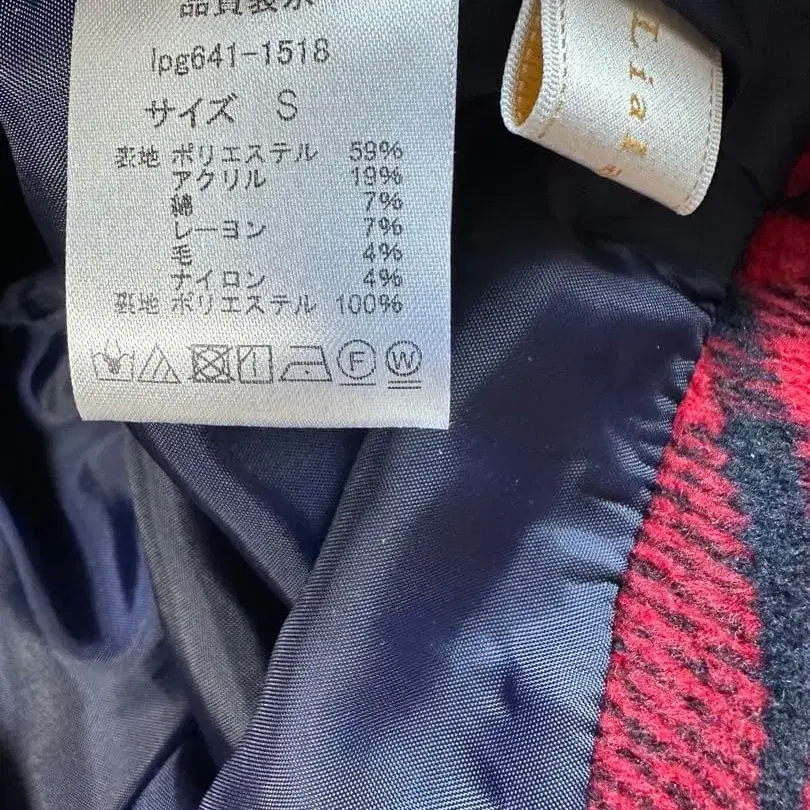 品質表示
lpg641-1518
サイズ S
表地 ポリエステル 59%
アクリル 19%
綿 7%
レーヨン 7%
毛 4%
ナイロン 4%
裏地 ポリエステル 100%
F W